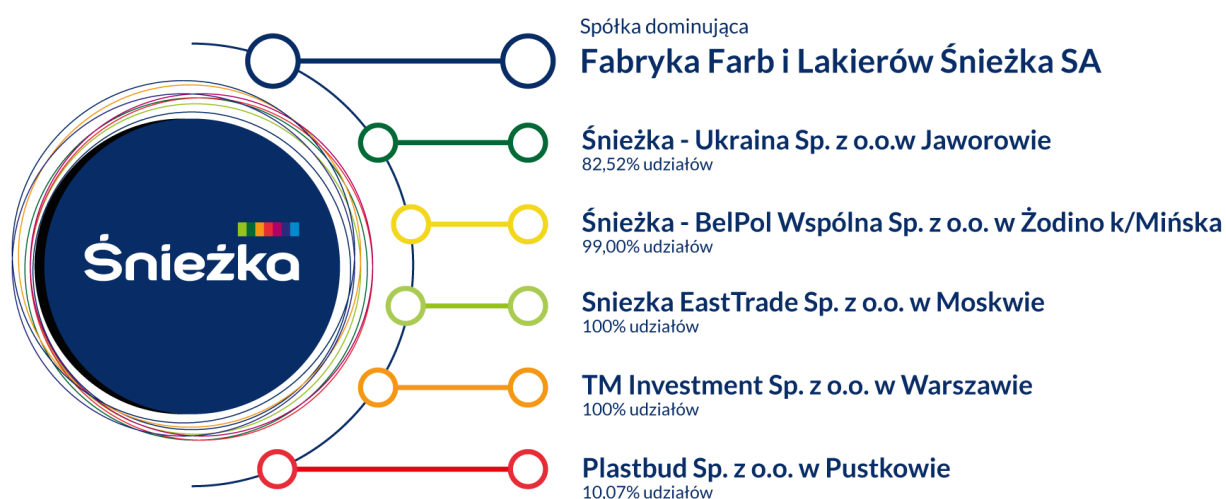 Śnieżka
Spółka dominująca
Fabryka Farb i Lakierów Śnieżka SA
Śnieżka - Ukraina Sp. z o.o.w Jaworowie
82,52% udziałów
Śnieżka - BelPol Wspólna Sp. z o.o. w Żodino k/Mińska
99,00% udziałów
Sniezka EastTrade Sp. z o.o. w Moskwie
100% udziałów
TM Investment Sp. z o.o. w Warszawie
100% udziałów
Plastbud Sp. z o.o. w Pustkowie
10,07% udziałów